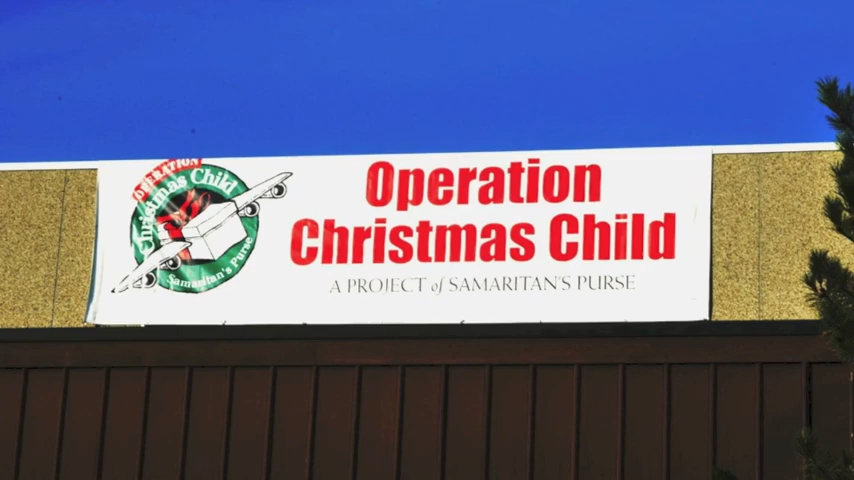 OPERATION
Christmas Child
Samaritan's Purse
Operation
Christmas Child
A PROJECT of SAMARITAN'S PURSE